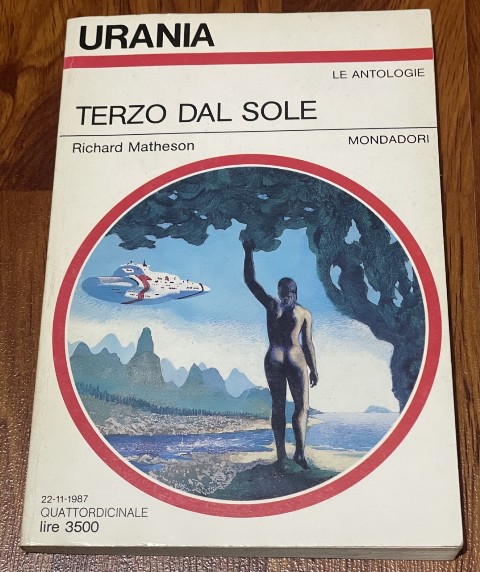 URANIA
LE ANTOLOGIE
TERZO DAL SOLE
Richard Matheson
MONDADORI
22-11-1987
QUATTORDICINALE
lire 3500